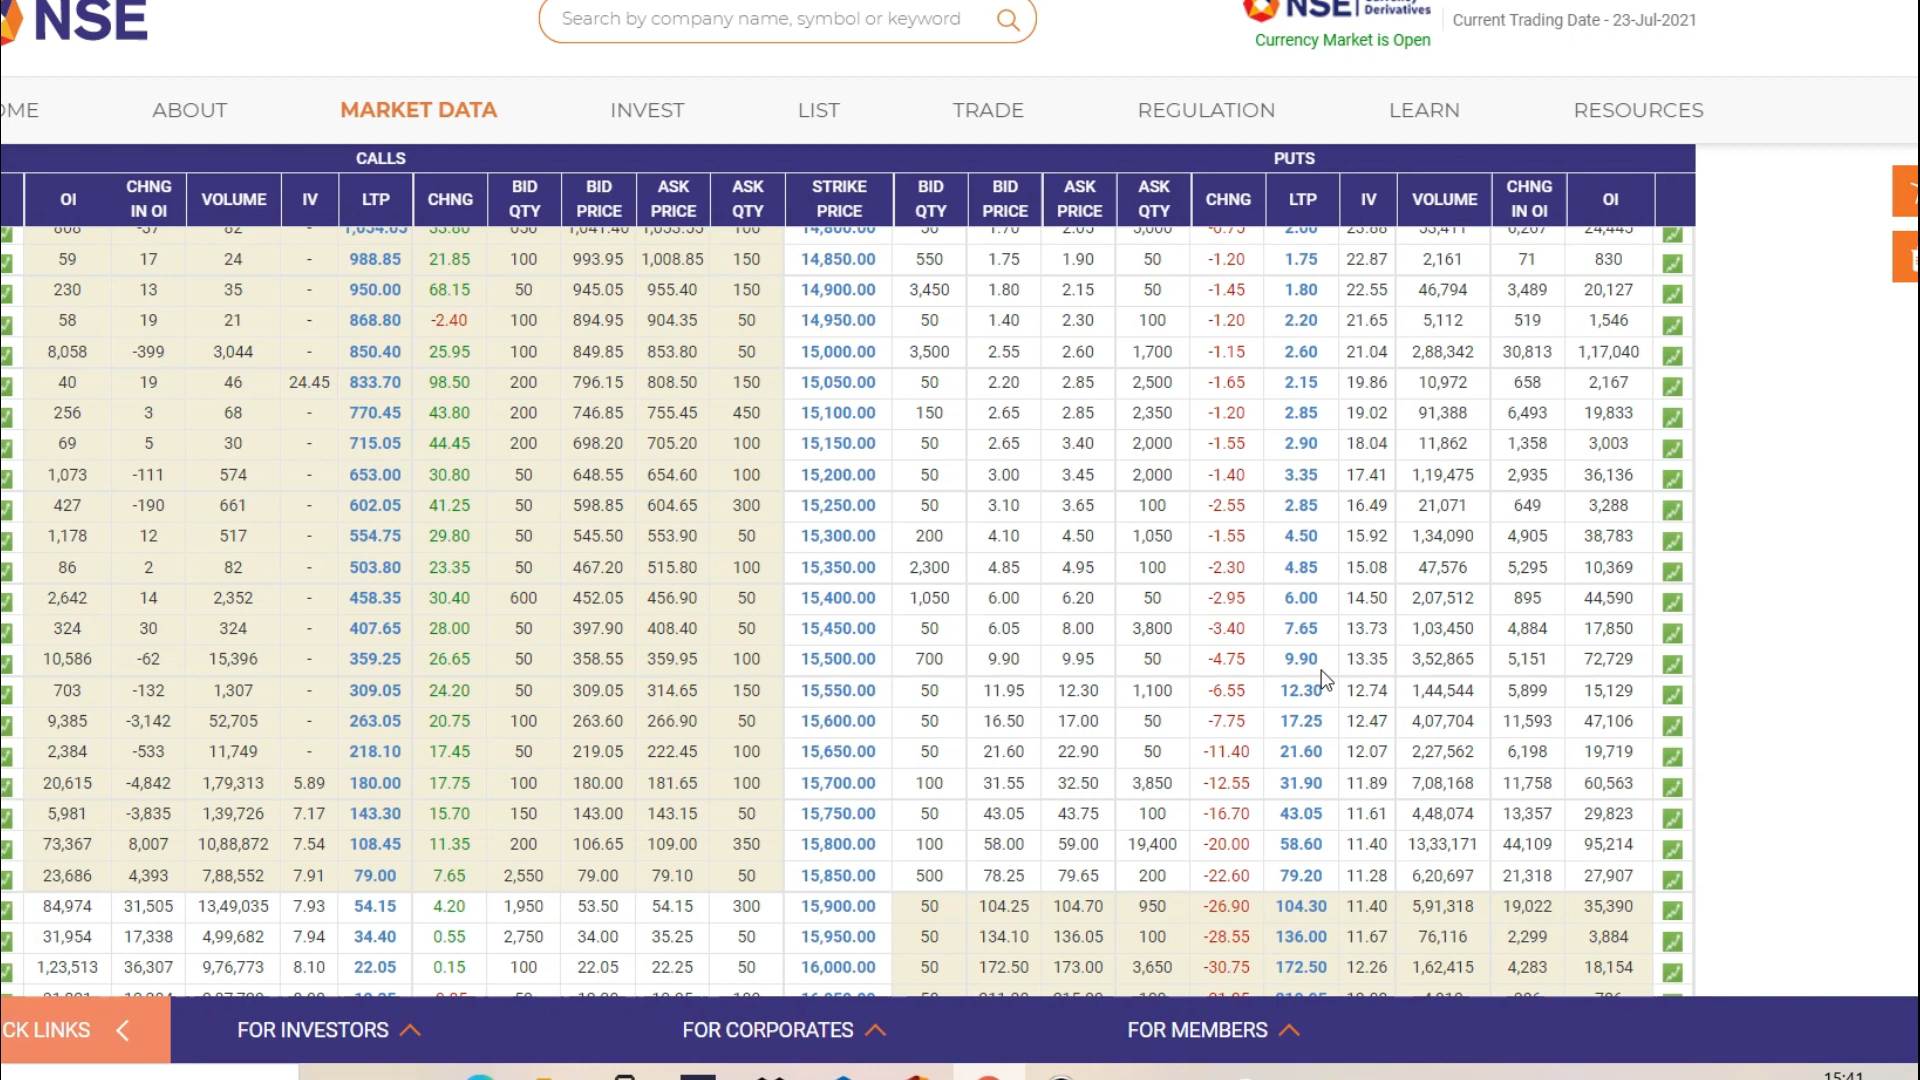 NSE
Search by company name, symbol or keyword
NSE Currency Derivatives
Current Trading Date - 23-Jul-2021
Currency Market is Open
OME ABOUT MARKET DATA INVEST LIST TRADE REGULATION LEARN RESOURCES
CALLS PUTS
OI CHNG IN OI VOLUME IV LTP CHNG BID QTY BID PRICE ASK PRICE ASK QTY STRIKE PRICE BID QTY BID PRICE ASK PRICE ASK QTY CHNG LTP IV VOLUME CHNG IN OI OI
808 -37 82 - 1,054.05 33.80 650 1,041.40 1,053.55 100 14,800.00 50 1.70 2.05 3,000 -0.75 2.00 23.88 53,411 6,267 24,445
59 17 24 - 988.85 21.85 100 993.95 1,008.85 150 14,850.00 550 1.75 1.90 50 -1.20 1.75 22.87 2,161 71 830
230 13 35 - 950.00 68.15 50 945.05 955.40 150 14,900.00 3,450 1.80 2.15 50 -1.45 1.80 22.55 46,794 3,489 20,127
58 19 21 - 868.80 -2.40 100 894.95 904.35 50 14,950.00 50 1.40 2.30 100 -1.20 2.20 21.65 5,112 519 1,546
8,058 -399 3,044 - 850.40 25.95 100 849.85 853.80 50 15,000.00 3,500 2.55 2.60 1,700 -1.15 2.60 21.04 2,88,342 30,813 1,17,040
40 19 46 24.45 833.70 98.50 200 796.15 808.50 150 15,050.00 50 2.20 2.85 2,500 -1.65 2.15 19.86 10,972 658 2,167
256 3 68 - 770.45 43.80 200 746.85 755.45 450 15,100.00 150 2.65 2.85 2,350 -1.20 2.85 19.02 91,388 6,493 19,833
69 5 30 - 715.05 44.45 200 698.20 705.20 100 15,150.00 50 2.65 3.40 2,000 -1.55 2.90 18.04 11,862 1,358 3,003
1,073 -111 574 - 653.00 30.80 50 648.55 654.60 100 15,200.00 50 3.00 3.45 2,000 -1.40 3.35 17.41 1,19,475 2,935 36,136
427 -190 661 - 602.05 41.25 50 598.85 604.65 300 15,250.00 50 3.10 3.65 100 -2.55 2.85 16.49 21,071 649 3,288
1,178 12 517 - 554.75 29.80 50 545.50 553.90 50 15,300.00 200 4.10 4.50 1,050 -1.55 4.50 15.92 1,34,090 4,905 38,783
86 2 82 - 503.80 23.35 50 467.20 515.80 100 15,350.00 2,300 4.85 4.95 100 -2.30 4.85 15.08 47,576 5,295 10,369
2,642 14 2,352 - 458.35 30.40 600 452.05 456.90 50 15,400.00 1,050 6.00 6.20 50 -2.95 6.00 14.50 2,07,512 895 44,590
324 30 324 - 407.65 28.00 50 397.90 408.40 50 15,450.00 50 6.05 8.00 3,800 -3.40 7.65 13.73 1,03,450 4,884 17,850
10,586 -62 15,396 - 359.25 26.65 50 358.55 359.95 100 15,500.00 700 9.90 9.95 50 -4.75 9.90 13.35 3,52,865 5,151 72,729
703 -132 1,307 - 309.05 24.20 50 309.05 314.65 150 15,550.00 50 11.95 12.30 1,100 -6.55 12.30 12.74 1,44,544 5,899 15,129
9,385 -3,142 52,705 - 263.05 20.75 100 263.60 266.90 50 15,600.00 50 16.50 17.00 50 -7.75 17.25 12.47 4,07,704 11,593 47,106
2,384 -533 11,749 - 218.10 17.45 50 219.05 222.45 100 15,650.00 50 21.60 22.90 50 -11.40 21.60 12.07 2,27,562 6,198 19,719
20,615 -4,842 1,79,313 5.89 180.00 17.75 100 180.00 181.65 100 15,700.00 100 31.55 32.50 3,850 -12.55 31.90 11.89 7,08,168 11,758 60,563
5,981 -3,835 1,39,726 7.17 143.30 15.70 150 143.00 143.15 50 15,750.00 50 43.05 43.75 100 -16.70 43.05 11.61 4,48,074 13,357 29,823
73,367 8,007 10,88,872 7.54 108.45 11.35 200 106.65 109.00 350 15,800.00 100 58.00 59.00 19,400 -20.00 58.60 11.40 13,33,171 44,109 95,214
23,686 4,393 7,88,552 7.91 79.00 7.65 2,550 79.00 79.10 50 15,850.00 500 78.25 79.65 200 -22.60 79.20 11.28 6,20,697 21,318 27,907
84,974 31,505 13,49,035 7.93 54.15 4.20 1,950 53.50 54.15 300 15,900.00 50 104.25 104.70 950 -26.90 104.30 11.40 5,91,318 19,022 35,390
31,954 17,338 4,99,682 7.94 34.40 0.55 2,750 34.00 35.25 50 15,950.00 50 134.10 136.05 100 -28.55 136.00 11.67 76,116 2,299 3,884
1,23,513 36,307 9,76,773 8.10 22.05 0.15 100 22.05 22.25 50 16,000.00 50 172.50 173.00 3,650 -30.75 172.50 12.26 1,62,415 4,283 18,154
CK LINKS FOR INVESTORS FOR CORPORATES FOR MEMBERS
15:41